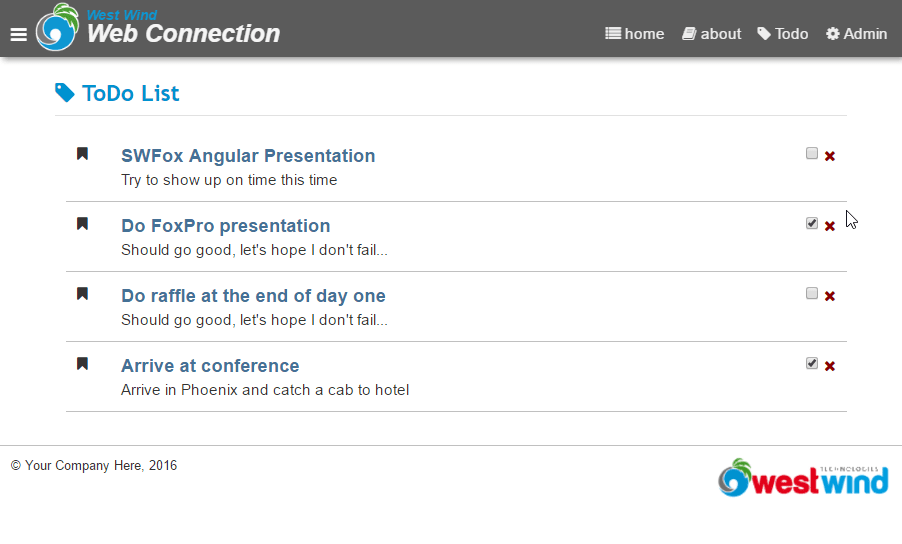 West Wind
Web Connection
home about Todo Admin
ToDo List
SWFox Angular Presentation
Try to show up on time this time
Do FoxPro presentation
Should go good, let's hope I don't fail...
Do raffle at the end of day one
Should go good, let's hope I don't fail...
Arrive at conference
Arrive in Phoenix and catch a cab to hotel
© Your Company Here, 2016
TECHNOLOGIES
westwind